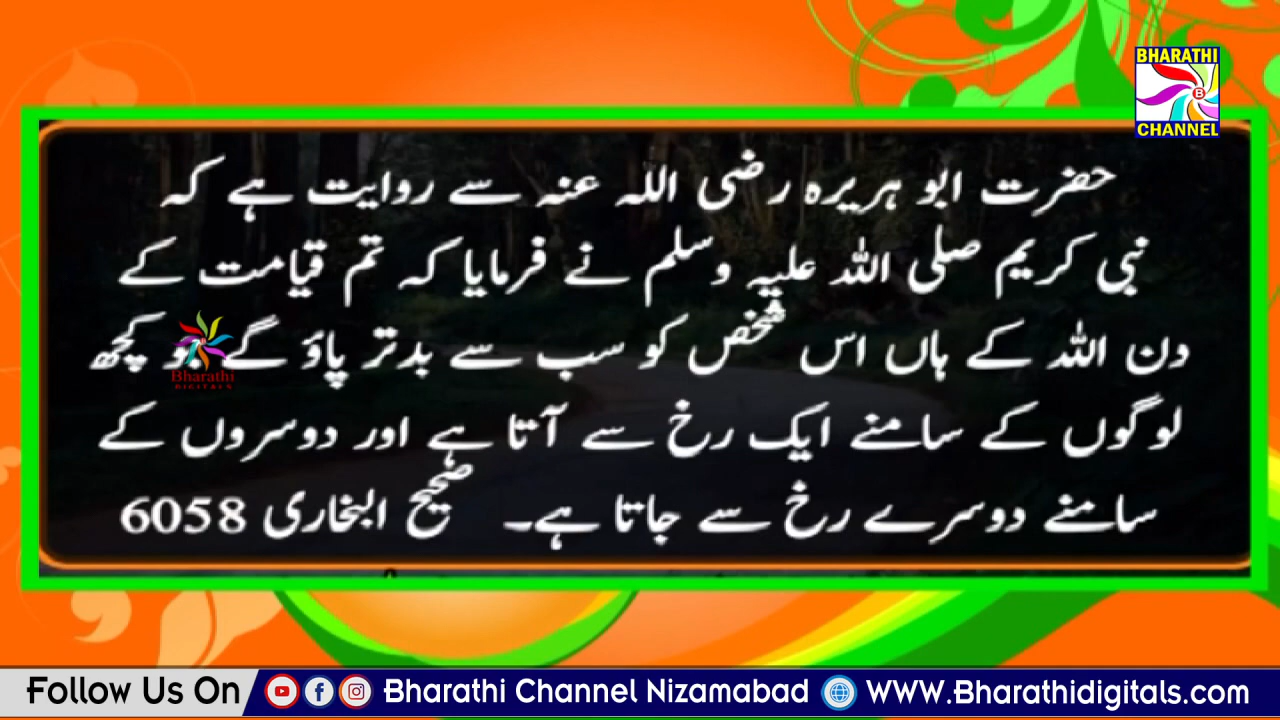 BHARATHI
CHANNEL
حضرت ابو ہریرہ رضی اللہ عنہ سے روایت ہے کہ
نبی کریم صلی اللہ علیہ وسلم نے فرمایا کہ تم قیامت کے
دن اللہ کے ہاں اس شخص کو سب سے بدتر پاؤ گے جو کچھ
لوگوں کے سامنے ایک رخ سے آتا ہے اور دوسروں کے
سامنے دوسرے رخ سے جاتا ہے۔ صحیح البخاری 6058
Bharathi
DIGITALS
Follow Us On Bharathi Channel Nizamabad WWW.Bharathidigitals.com